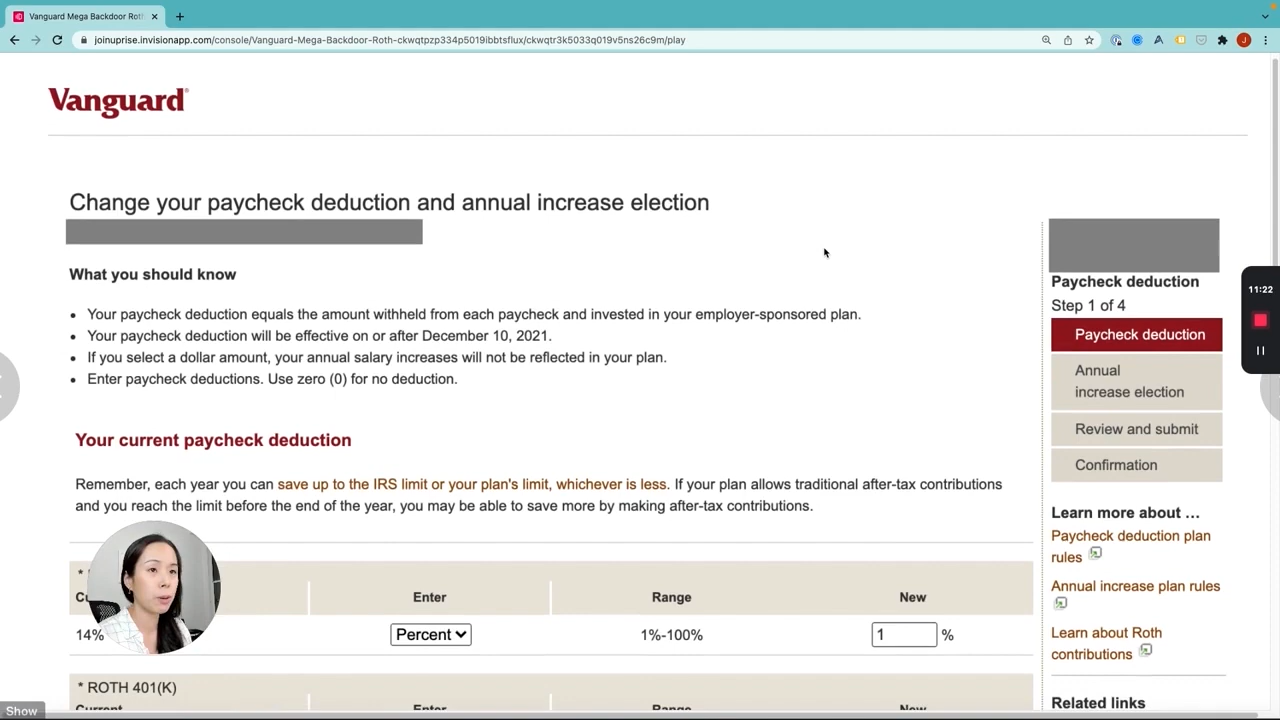 Vanguard Mega Backdoor Roth
joinuprise.invisionapp.com/console/Vanguard-Mega-Backdoor-Roth-ckwqtpzp334p5019ibbtsflux/ckwqtr3k5033q019v5ns26c9m/play
J
Vanguard
Change your paycheck deduction and annual increase election
What you should know
Your paycheck deduction equals the amount withheld from each paycheck and invested in your employer-sponsored plan.
Your paycheck deduction will be effective on or after December 10, 2021.
If you select a dollar amount, your annual salary increases will not be reflected in your plan.
Enter paycheck deductions. Use zero (0) for no deduction.
Your current paycheck deduction
Remember, each year you can save up to the IRS limit or your plan's limit, whichever is less. If your plan allows traditional after-tax contributions
and you reach the limit before the end of the year, you may be able to save more by making after-tax contributions.
*
Enter Range New
14% Percent 1%-100% 1 %
* ROTH 401(K)
Current Enter Range New
Paycheck deduction
Step 1 of 4
Paycheck deduction
Annual
increase election
Review and submit
Confirmation
Learn more about ...
Paycheck deduction plan
rules
Annual increase plan rules
Learn about Roth
contributions
Related links
11:22
Show